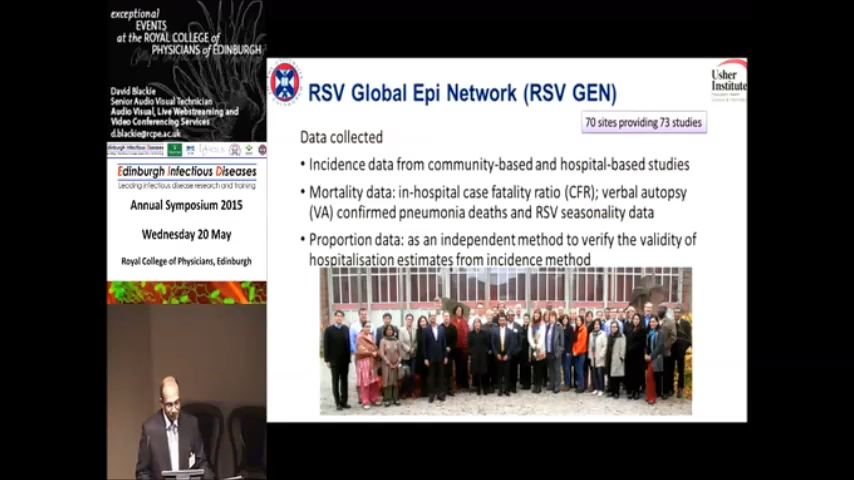 exceptional
EVENTS
at the ROYAL COLLEGE of
PHYSICIANS of EDINBURGH
David Blackie
Senior Audio Visual Technician
Audio Visual, Live Webstreaming and
Video Conferencing Services
d.blackie@rcpe.ac.uk
Edinburgh Infectious Diseases
Leading infectious disease research and training
Annual Symposium 2015
Wednesday 20 May
Royal College of Physicians, Edinburgh
RSV Global Epi Network (RSV GEN)
Usher
Institute
70 sites providing 73 studies
Data collected
• Incidence data from community-based and hospital-based studies
• Mortality data: in-hospital case fatality ratio (CFR); verbal autopsy
(VA) confirmed pneumonia deaths and RSV seasonality data
• Proportion data: as an independent method to verify the validity of
hospitalisation estimates from incidence method